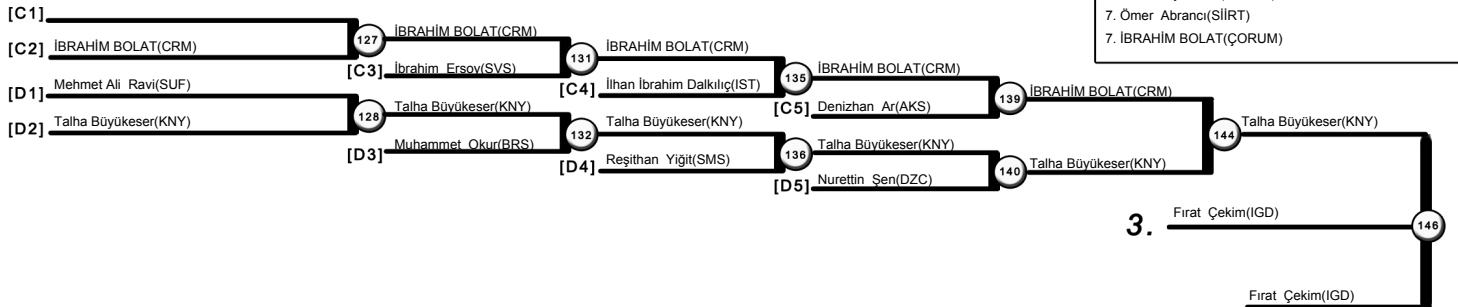 7. Ömer Abrancı(SİİRT)
7. İBRAHİM BOLAT(ÇORUM)
[C1]
[C2] İBRAHİM BOLAT(CRM)
127 İBRAHİM BOLAT(CRM)
[C3] İbrahim Ersoy(SVS)
131 İBRAHİM BOLAT(CRM)
[C4] İlhan İbrahim Dalkılıç(IST)
135 İBRAHİM BOLAT(CRM)
[C5] Denizhan Ar(AKS)
139 İBRAHİM BOLAT(CRM)
[D1] Mehmet Ali Ravi(SUF)
[D2] Talha Büyükeser(KNY)
128 Talha Büyükeser(KNY)
[D3] Muhammet Okur(BRS)
132 Talha Büyükeser(KNY)
[D4] Reşithan Yiğit(SMS)
136 Talha Büyükeser(KNY)
[D5] Nurettin Şen(DZC)
140 Talha Büyükeser(KNY)
144 Talha Büyükeser(KNY)
3. Fırat Çekim(IGD)
146
Fırat Çekim(IGD)